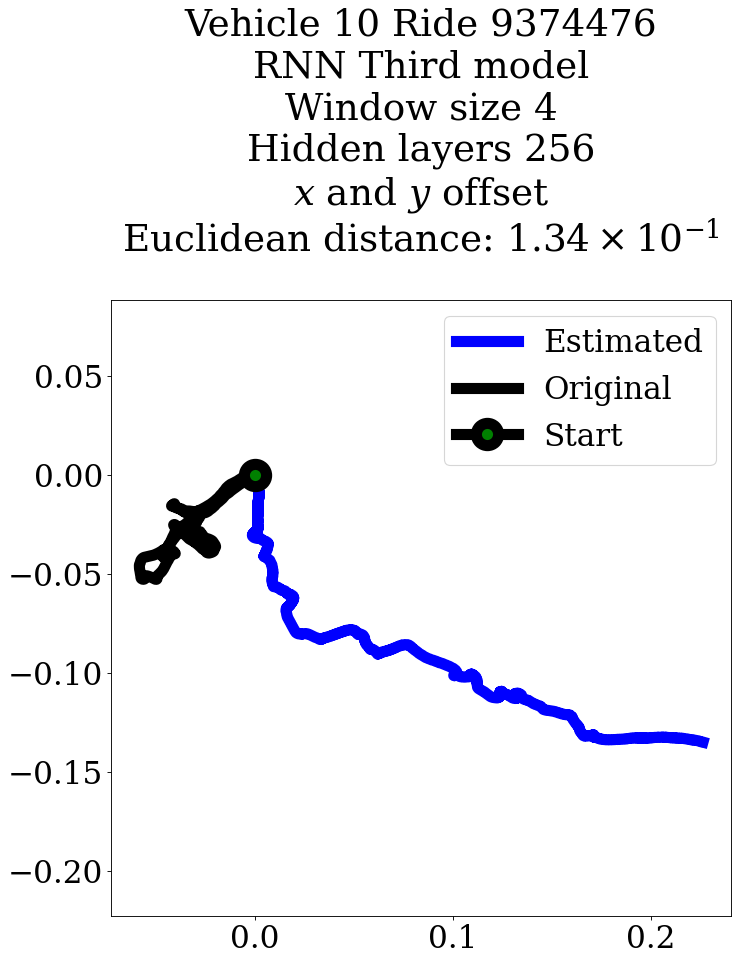 Vehicle 10 Ride 9374476
RNN Third model
Window size 4
Hidden layers 256
x and y offset
Euclidean distance: 1.34 × 10⁻¹
Estimated
Original
Start
0.05
0.00
−0.05
−0.10
−0.15
−0.20
0.0 0.1 0.2